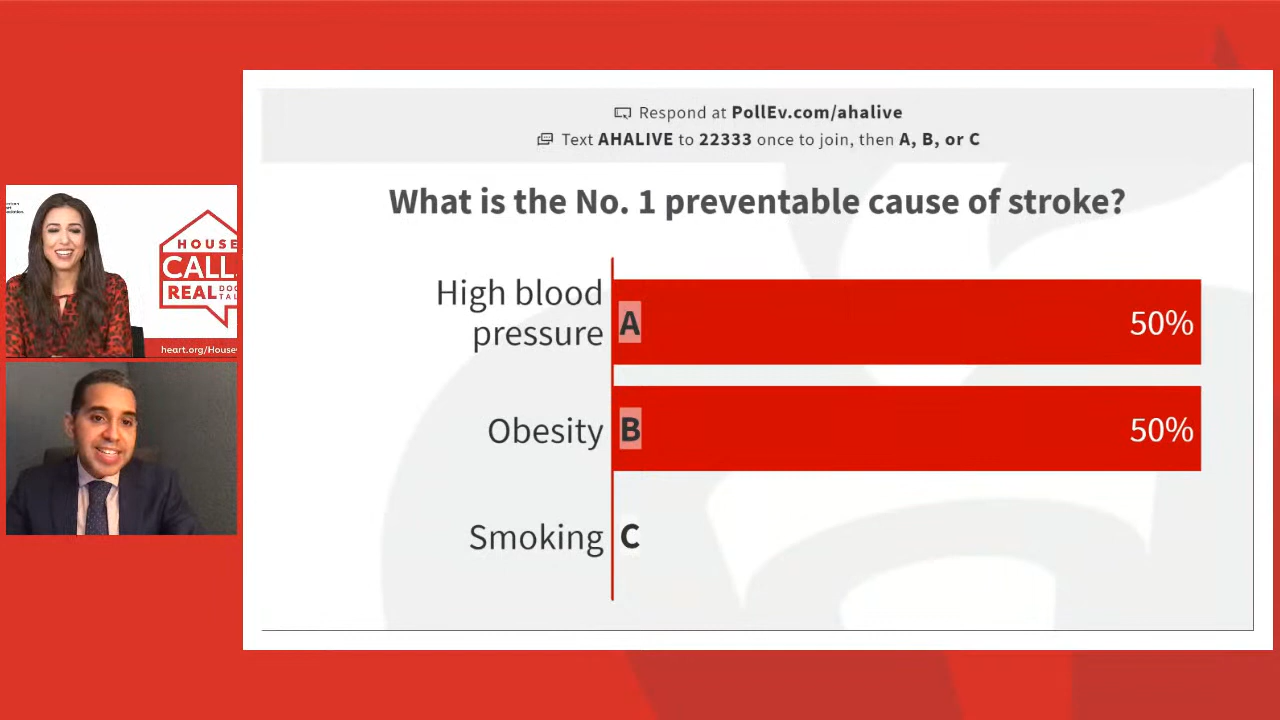 Respond at PollEv.com/ahalive
Text AHALIVE to 22333 once to join, then A, B, or C
What is the No. 1 preventable cause of stroke?
High blood
pressure
A
50%
Obesity
B
50%
Smoking
C
HOUSE
CALL
REAL
heart.org/House